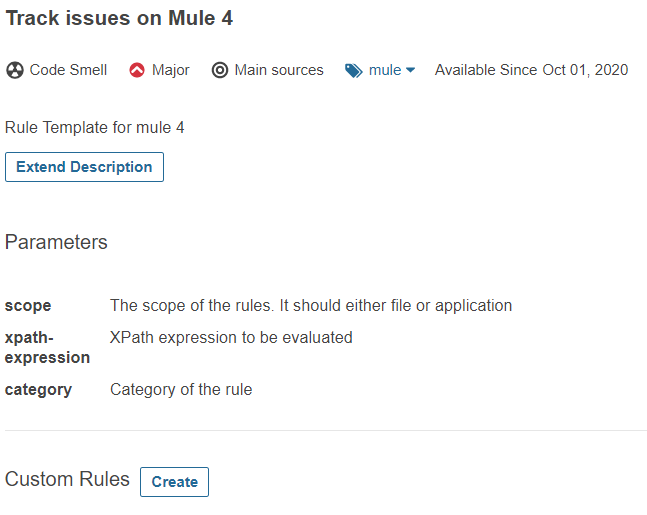 Track issues on Mule 4
Code Smell Major Main sources mule Available Since Oct 01, 2020
Rule Template for mule 4
Extend Description
Parameters
scope The scope of the rules. It should either file or application
xpath- XPath expression to be evaluated
expression
category Category of the rule
Custom Rules Create